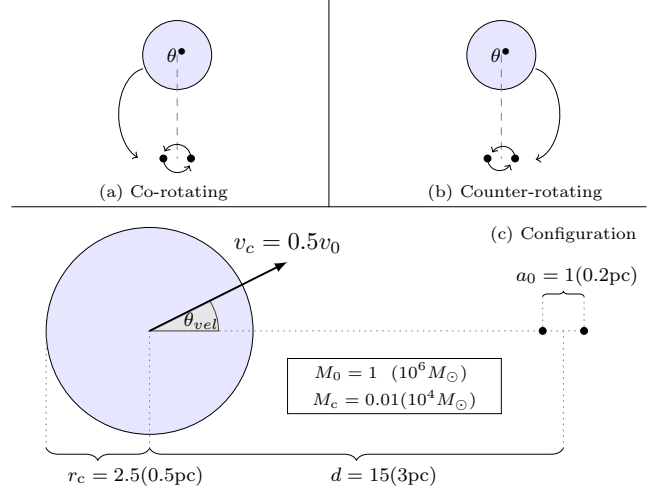 θ
θ
(a) Co-rotating
(b) Counter-rotating
(c) Configuration
v_c = 0.5v_0
a_0 = 1(0.2pc)
θ_vel
M_0 = 1 (10^6 M_⊙)
M_c = 0.01(10^4 M_⊙)
r_c = 2.5(0.5pc)
d = 15(3pc)